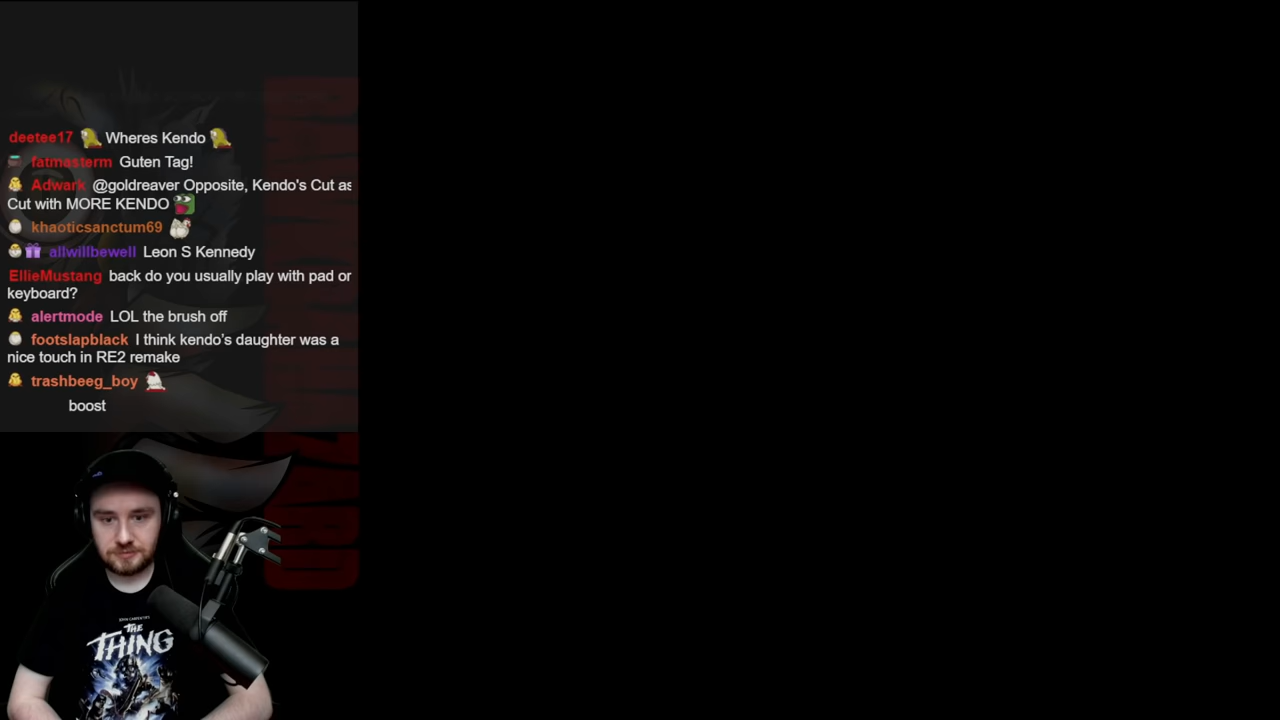 deetee17 Wheres Kendo
fatmasterm Guten Tag!
Adwark @goldreaver Opposite, Kendo's Cut as
Cut with MORE KENDO
khaoticsanctum69
allwillbewell Leon S Kennedy
EllieMustang back do you usually play with pad or
keyboard?
alertmode LOL the brush off
footslapblack I think kendo's daughter was a
nice touch in RE2 remake
trashbeeg_boy
boost
JOHN CARPENTER'S
THE
THING